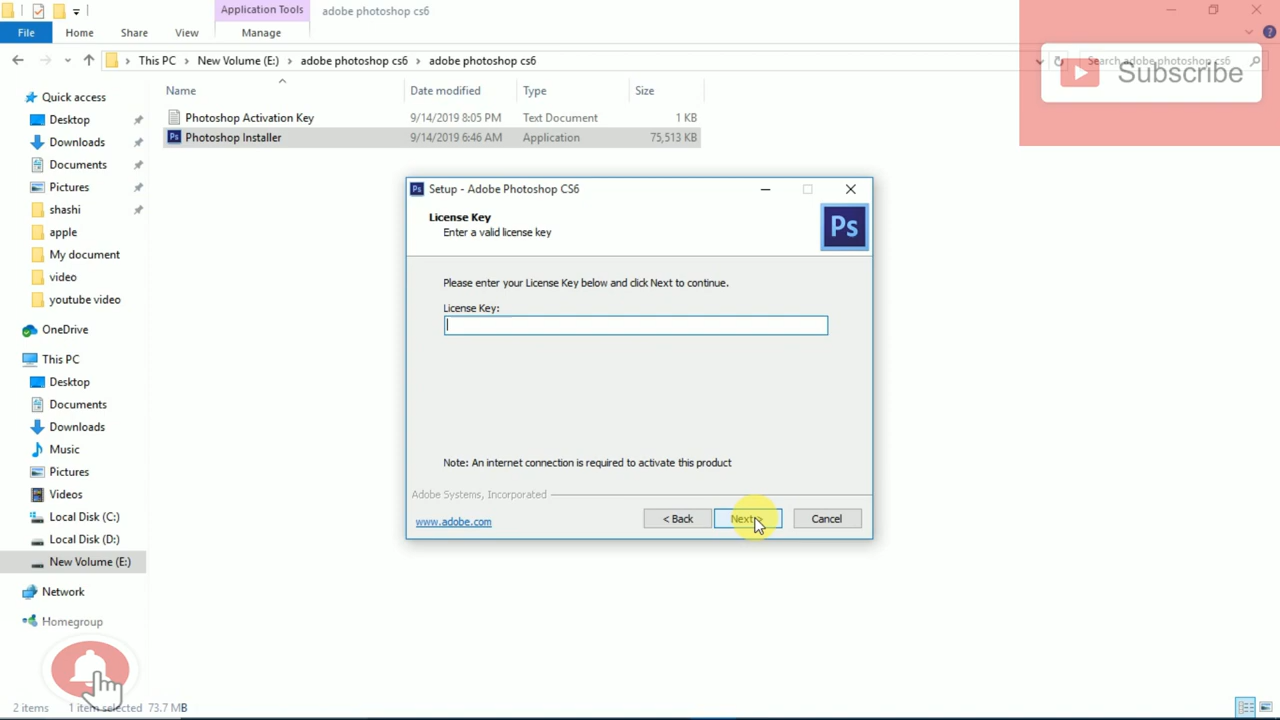 Application Tools
adobe photoshop cs6
File
Home
Share
View
Manage
This PC
New Volume (E:)
adobe photoshop cs6
adobe photoshop cs6
Search adobe photoshop cs6
Subscribe
Name
Date modified
Type
Size
Photoshop Activation Key
9/14/2019 8:05 PM
Text Document
1 KB
Ps
Photoshop Installer
9/14/2019 6:46 AM
Application
75,513 KB
Quick access
Desktop
Downloads
Documents
Pictures
shashi
apple
My document
video
youtube video
OneDrive
This PC
Desktop
Documents
Downloads
Music
Pictures
Videos
Local Disk (C:)
Local Disk (D:)
New Volume (E:)
Network
Homegroup
Ps
Setup - Adobe Photoshop CS6
License Key
Enter a valid license key
Ps
Please enter your License Key below and click Next to continue.
License Key:
Note: An internet connection is required to activate this product
Adobe Systems, Incorporated
www.adobe.com
< Back
Next >
Cancel
2 items
1 item selected 73.7 MB